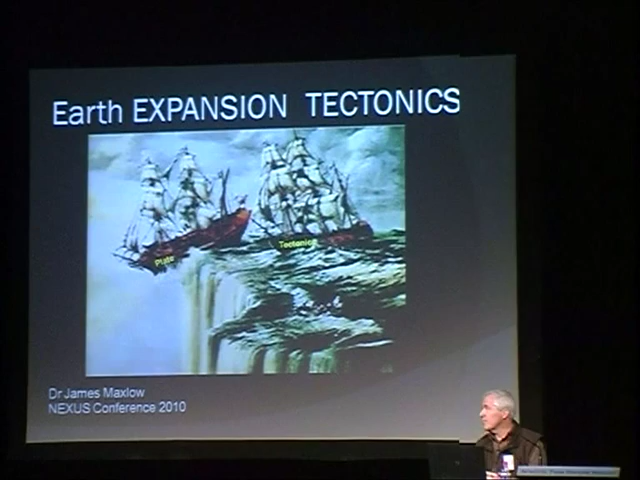 Earth EXPANSION TECTONICS
Plate
Tectonics
Dr James Maxlow
NEXUS Conference 2010